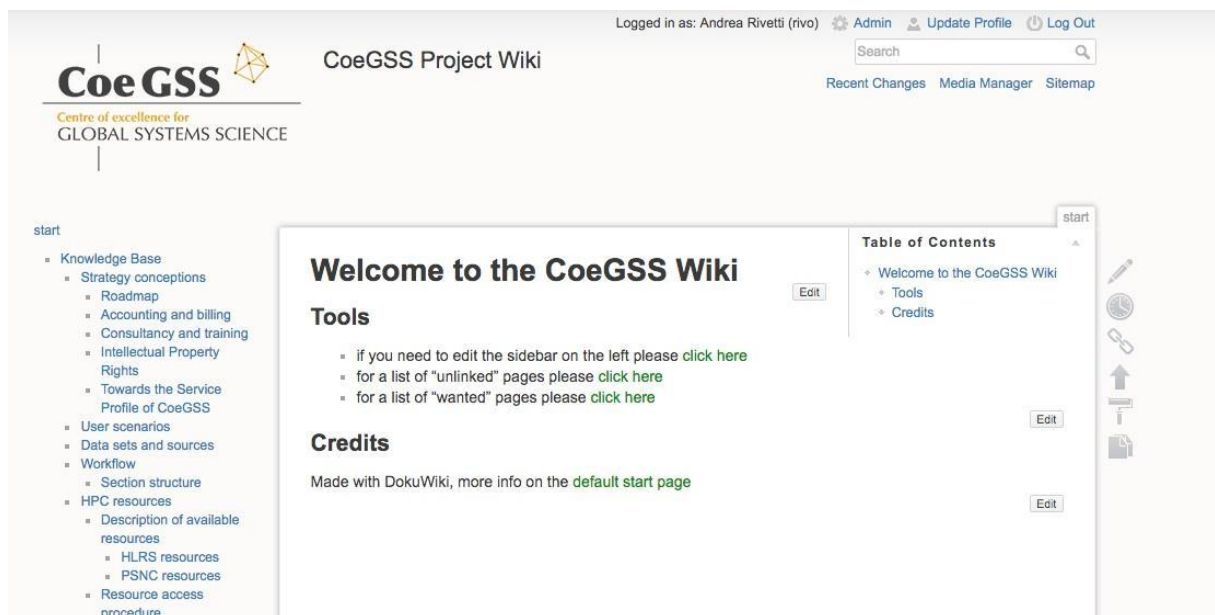 Logged in as: Andrea Rivetti (rivo) Admin Update Profile Log Out
CoeGSS
Centre of excellence for
GLOBAL SYSTEMS SCIENCE
CoeGSS Project Wiki
Search
Recent Changes Media Manager Sitemap
start
Knowledge Base
Strategy conceptions
Roadmap
Accounting and billing
Consultancy and training
Intellectual Property
Rights
Towards the Service
Profile of CoeGSS
User scenarios
Data sets and sources
Workflow
Section structure
HPC resources
Description of available
resources
HLRS resources
PSNC resources
Resource access
procedure
start
Welcome to the CoeGSS Wiki
Edit
Tools
if you need to edit the sidebar on the left please click here
for a list of “unlinked” pages please click here
for a list of “wanted” pages please click here
Edit
Credits
Made with DokuWiki, more info on the default start page
Edit
Table of Contents
Welcome to the CoeGSS Wiki
Tools
Credits